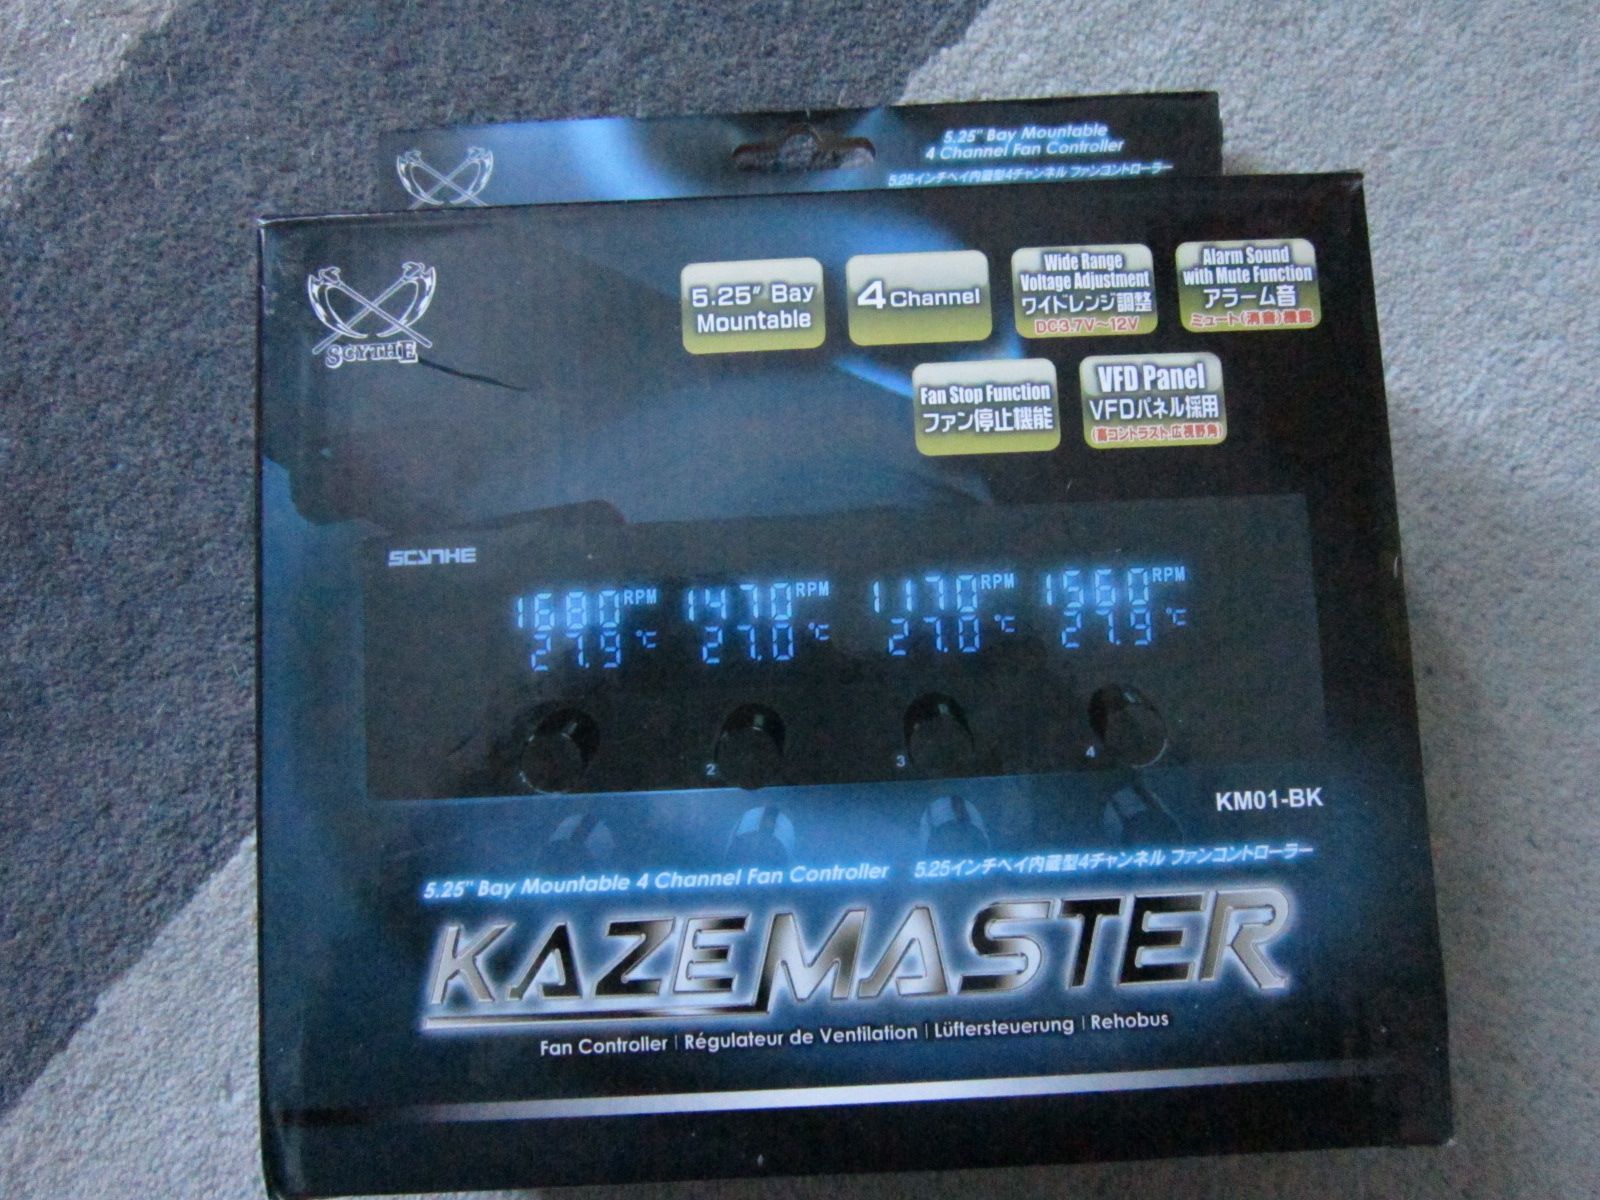 5.25" Bay Mountable
4 Channel Fan Controller
5.25インチベイ内蔵型4チャンネル ファンコントローラー
SCYTHE
5.25" Bay
Mountable
4 Channel
Wide Range
Voltage Adjustment
ワイドレンジ調整
DC3.7V～12V
Alarm Sound
with Mute Function
アラーム音
ミュート(消音)機能
Fan Stop Function
ファン停止機能
VFD Panel
VFDパネル採用
(高コントラスト.広視野角)
SCYTHE
1680 RPM 1470 RPM 1170 RPM 1560 RPM
27.9 °C 27.0 °C 27.0 °C 27.9 °C
2 3 4
KM01-BK
5.25" Bay Mountable 4 Channel Fan Controller 5.25インチベイ内蔵型4チャンネル ファンコントローラー
KAZEMASTER
Fan Controller | Régulateur de Ventilation | Lüftersteuerung | Rehobus